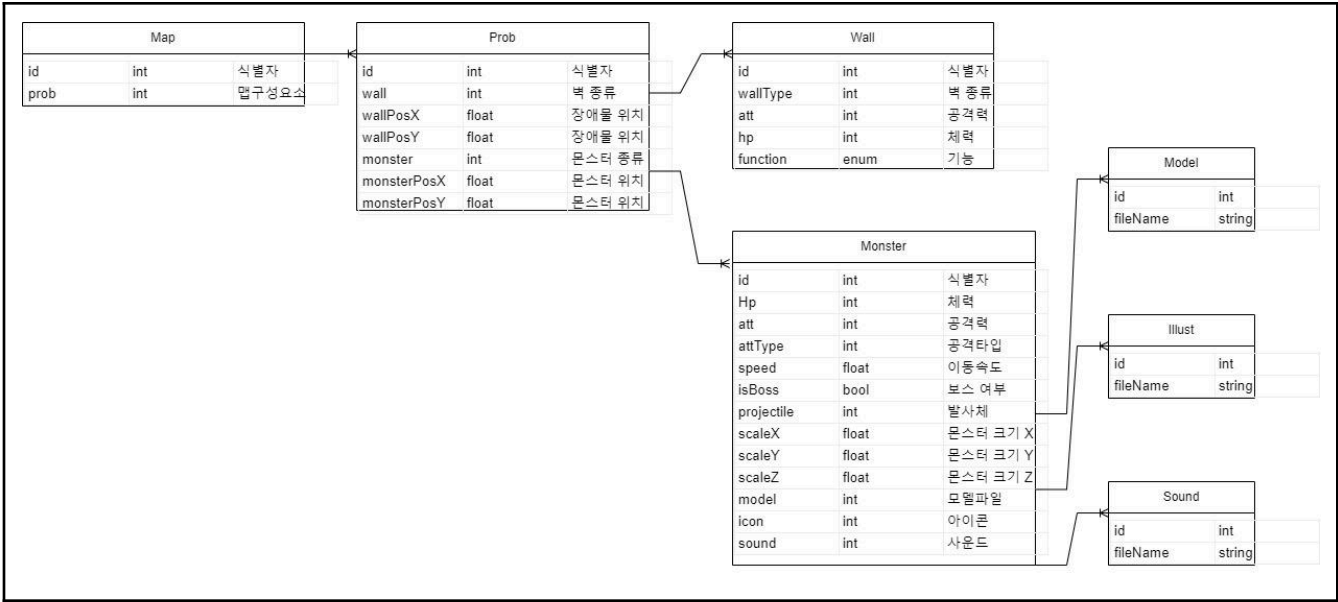 Map
id int 식별자
prob int 맵구성요소
Prob
id int 식별자
wall int 벽 종류
wallPosX float 장애물 위치
wallPosY float 장애물 위치
monster int 몬스터 종류
monsterPosX float 몬스터 위치
monsterPosY float 몬스터 위치
Wall
id int 식별자
wallType int 벽 종류
att int 공격력
hp int 체력
function enum 기능
Monster
id int 식별자
Hp int 체력
att int 공격력
attType int 공격타입
speed float 이동속도
isBoss bool 보스 여부
projectile int 발사체
scaleX float 몬스터 크기 X
scaleY float 몬스터 크기 Y
scaleZ float 몬스터 크기 Z
model int 모델파일
icon int 아이콘
sound int 사운드
Model
id int
fileName string
Illust
id int
fileName string
Sound
id int
fileName string